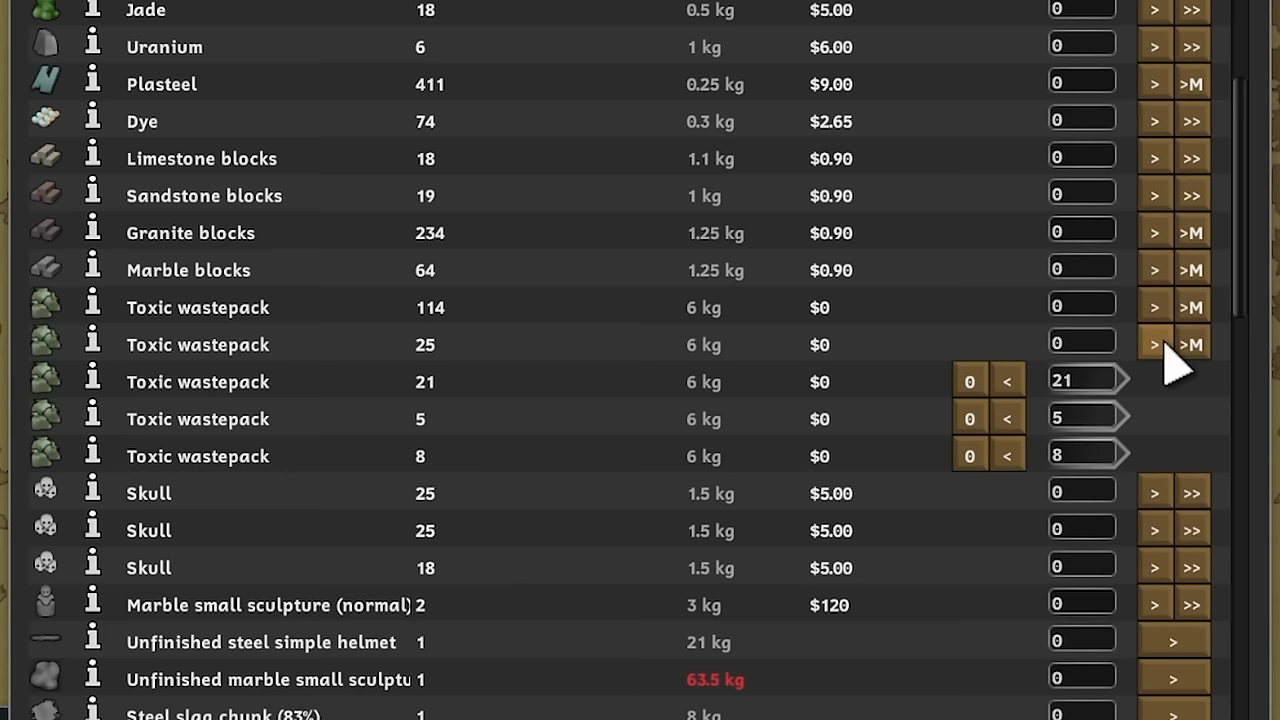 Jade 18 0.5 kg $5.00 0 > >>
Uranium 6 1 kg $6.00 0 > >>
Plasteel 411 0.25 kg $9.00 0 > >M
Dye 74 0.3 kg $2.65 0 > >>
Limestone blocks 18 1.1 kg $0.90 0 > >>
Sandstone blocks 19 1 kg $0.90 0 > >>
Granite blocks 234 1.25 kg $0.90 0 > >M
Marble blocks 64 1.25 kg $0.90 0 > >M
Toxic wastepack 114 6 kg $0 0 > >M
Toxic wastepack 25 6 kg $0 0 > >M
Toxic wastepack 21 6 kg $0 0 < 21
Toxic wastepack 5 6 kg $0 0 < 5
Toxic wastepack 8 6 kg $0 0 < 8
Skull 25 1.5 kg $5.00 0 > >>
Skull 25 1.5 kg $5.00 0 > >>
Skull 18 1.5 kg $5.00 0 > >>
Marble small sculpture (normal) 2 3 kg $120 0 > >>
Unfinished steel simple helmet 1 21 kg 0 >
Unfinished marble small sculptu 1 63.5 kg 0 >
Steel slag chunk (83%) 1 8 kg 0 >